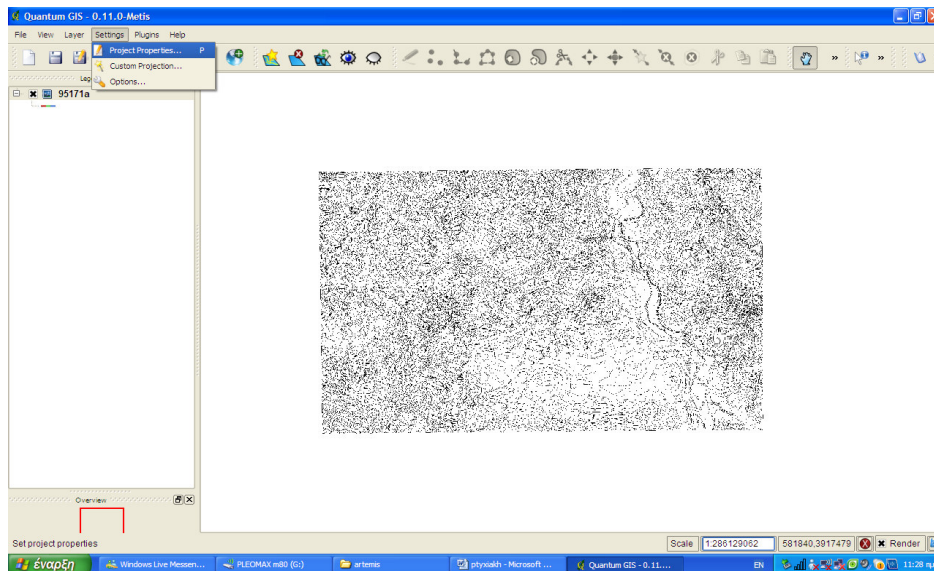 Quantum GIS - 0.11.0-Metis
File View Layer Settings Plugins Help
Project Properties... P
Custom Projection...
Options...
Leg
95171a
Overview
Set project properties
Scale 1:286129062 581840,3917479 Render
έναρξη Windows Live Messen... PLEOMAX m80 (G:) artemis ptyxiakh - Microsoft ... Quantum GIS - 0.11.... EN 11:28 πμ